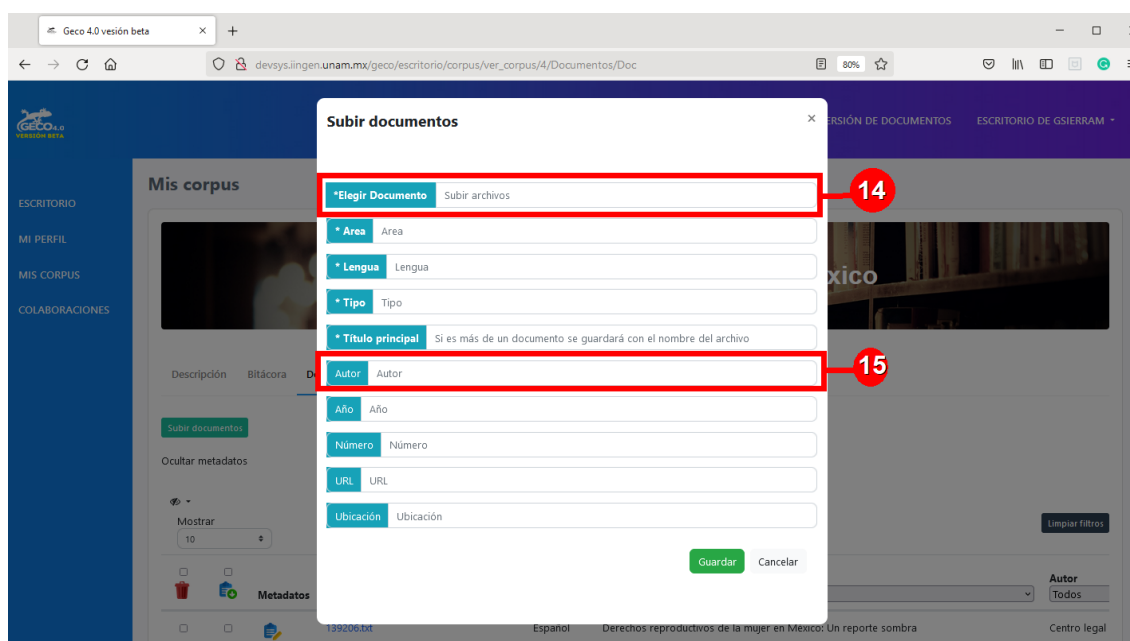 Geco 4.0 vesión beta
devsys.iingen.unam.mx/geco/escritorio/corpus/ver_corpus/4/Documentos/Doc
80%
GECO 4.0
VERSIÓN BETA
ERSIÓN DE DOCUMENTOS
ESCRITORIO DE GSIERRAM
ESCRITORIO
MI PERFIL
MIS CORPUS
COLABORACIONES
Mis corpus
xico
Subir documentos
×
*Elegir Documento Subir archivos
14
* Area Area
* Lengua Lengua
* Tipo Tipo
* Título principal Si es más de un documento se guardará con el nombre del archivo
Autor Autor
15
Año Año
Número Número
URL URL
Ubicación Ubicación
Guardar Cancelar
Descripción Bitácora D
Subir documentos
Ocultar metadatos
Mostrar
10
Limpiar filtros
Metadatos
Autor
Todos
139206.txt Español Derechos reproductivos de la mujer en México: Un reporte sombra Centro legal